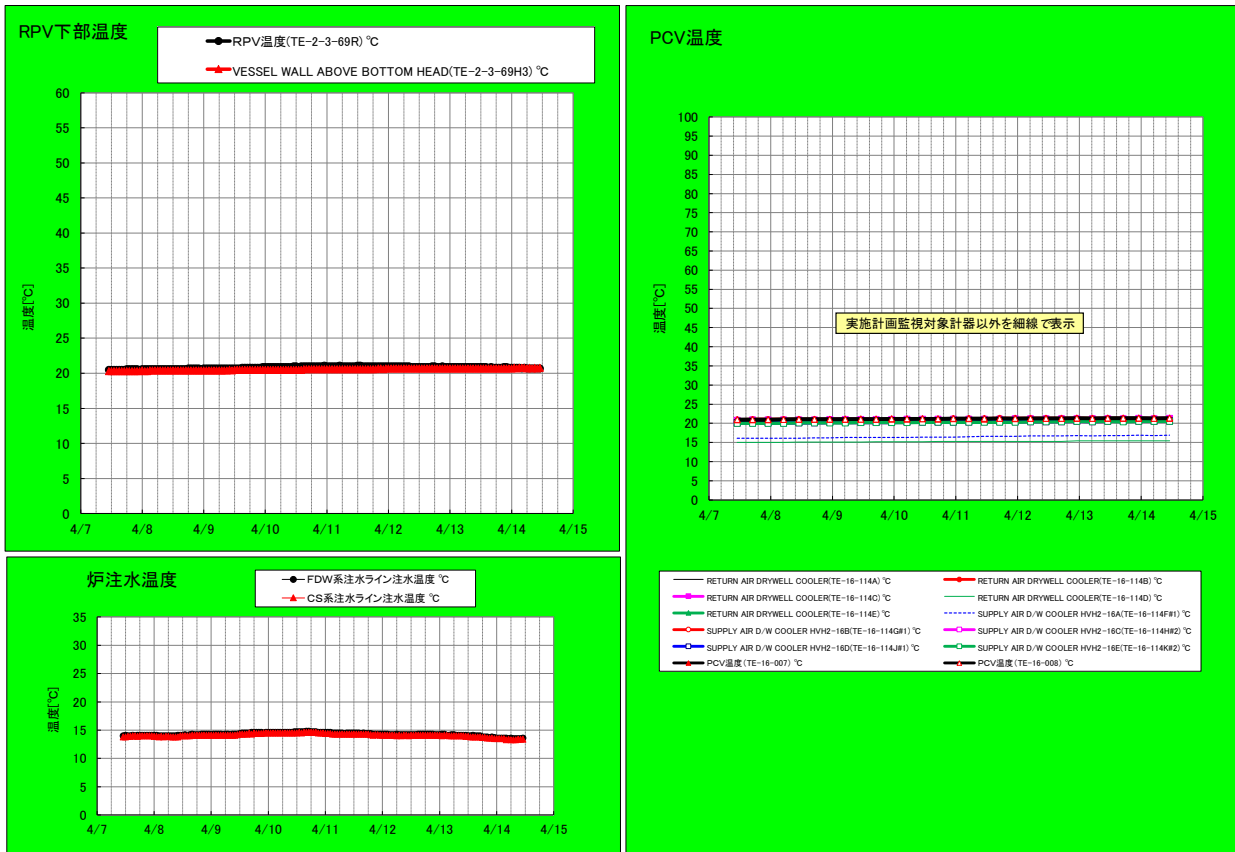 RPV下部温度
RPV温度(TE-2-3-69R) ℃
VESSEL WALL ABOVE BOTTOM HEAD(TE-2-3-69H3) ℃
60
55
50
45
40
35
30
25
20
15
10
5
0
温度[℃]
4/7 4/8 4/9 4/10 4/11 4/12 4/13 4/14 4/15
炉注水温度
FDW系注水ライン注水温度 ℃
CS系注水ライン注水温度 ℃
35
30
25
20
15
10
5
0
温度[℃]
4/7 4/8 4/9 4/10 4/11 4/12 4/13 4/14 4/15
PCV温度
100
95
90
85
80
75
70
65
60
55
50
45
40
35
30
25
20
15
10
5
0
温度[℃]
実施計画監視対象計器以外を細線で表示
4/7 4/8 4/9 4/10 4/11 4/12 4/13 4/14 4/15
RETURN AIR DRYWELL COOLER(TE-16-114A) ℃
RETURN AIR DRYWELL COOLER(TE-16-114B) ℃
RETURN AIR DRYWELL COOLER(TE-16-114C) ℃
RETURN AIR DRYWELL COOLER(TE-16-114D) ℃
RETURN AIR DRYWELL COOLER(TE-16-114E) ℃
SUPPLY AIR D/W COOLER HVH2-16A(TE-16-114F#1) ℃
SUPPLY AIR D/W COOLER HVH2-16B(TE-16-114G#1) ℃
SUPPLY AIR D/W COOLER HVH2-16C(TE-16-114H#2) ℃
SUPPLY AIR D/W COOLER HVH2-16D(TE-16-114J#1) ℃
SUPPLY AIR D/W COOLER HVH2-16E(TE-16-114K#2) ℃
PCV温度(TE-16-007) ℃
PCV温度(TE-16-008) ℃